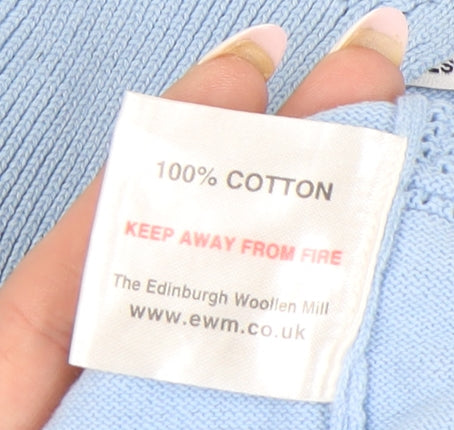 100% COTTON
KEEP AWAY FROM FIRE
The Edinburgh Woollen Mill
www.ewm.co.uk